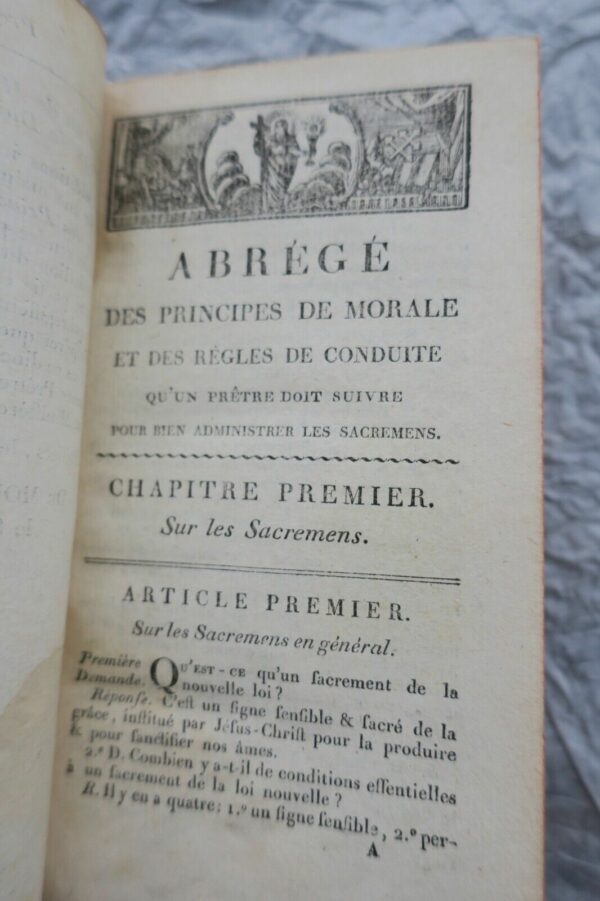 ABRÉGÉ
DES PRINCIPES DE MORALE
ET DES RÉGLES DE CONDUITE
QU'UN PRÊTRE DOIT SUIVRE
POUR BIEN ADMINISTRER LES SACREMENS.
CHAPITRE PREMIER.
Sur les Sacremens.
ARTICLE PREMIER.
Sur les Sacremens en général.
Première QU'EST-CE qu'un ſacrement de la
Demande. nouvelle loi ?
Réponſe. C'eſt un ſigne ſenſible & ſacré de la
grâce, inſtitué par Jéſus-Chriſt pour la produire
& pour ſanctifier nos âmes.
2.e D. Combien y a-t-il de conditions eſſentielles
à un ſacrement de la loi nouvelle ?
R. Il y en a quatre : 1.o un ſigne ſenſible, 2.o per-
A